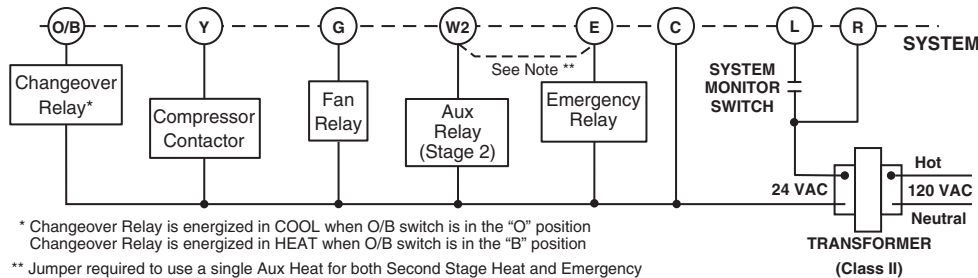 O/B Y G W2 E C L R
SYSTEM
See Note **
Changeover
Relay*
Compressor
Contactor
Fan
Relay
Aux
Relay
(Stage 2)
Emergency
Relay
SYSTEM
MONITOR
SWITCH
Hot
24 VAC
120 VAC
Neutral
TRANSFORMER
(Class II)
* Changeover Relay is energized in COOL when O/B switch is in the “O” position
Changeover Relay is energized in HEAT when O/B switch is in the “B” position
** Jumper required to use a single Aux Heat for both Second Stage Heat and Emergency